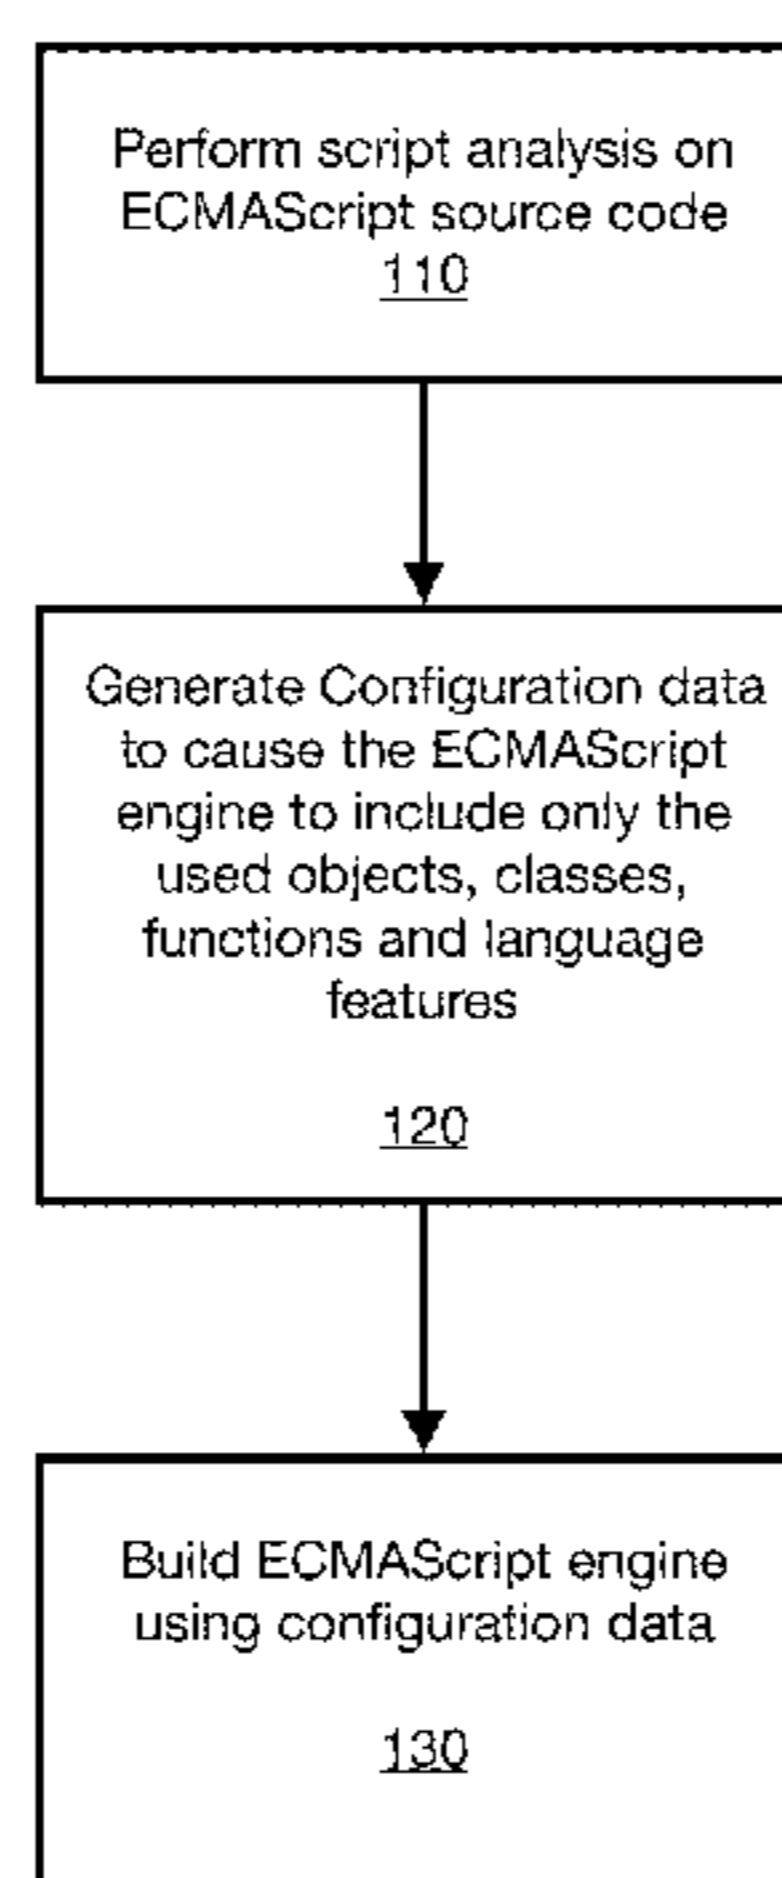 Perform script analysis on
ECMAScript source code
110
Generate Configuration data
to cause the ECMAScript
engine to include only the
used objects, classes,
functions and language
features
120
Build ECMAScript engine
using configuration data
130